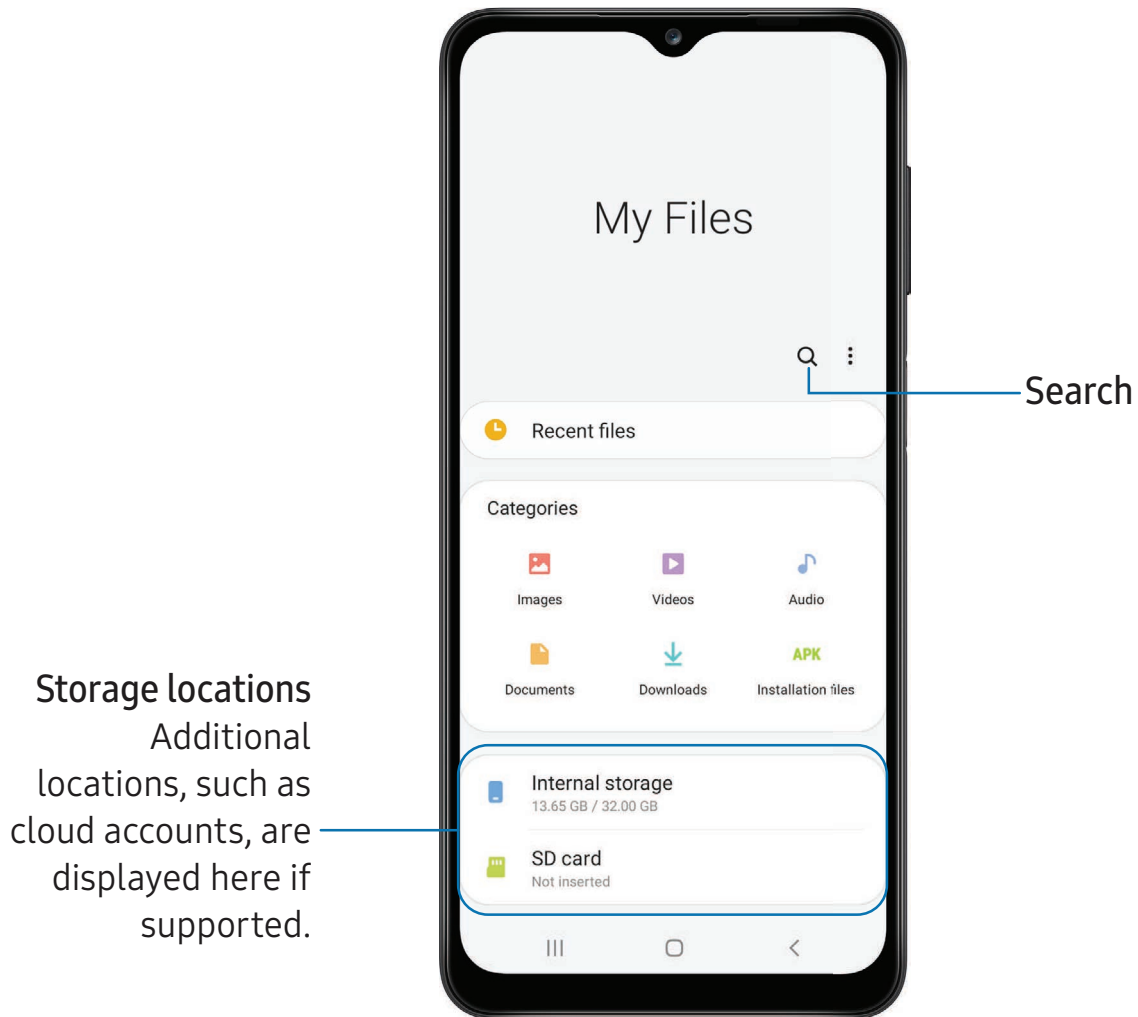 My Files
Search
Recent files
Categories
Images
Videos
Audio
APK
Documents
Downloads
Installation files
Storage locations
Additional
locations, such as
cloud accounts, are
displayed here if
supported.
Internal storage
13.65 GB / 32.00 GB
SD card
Not inserted